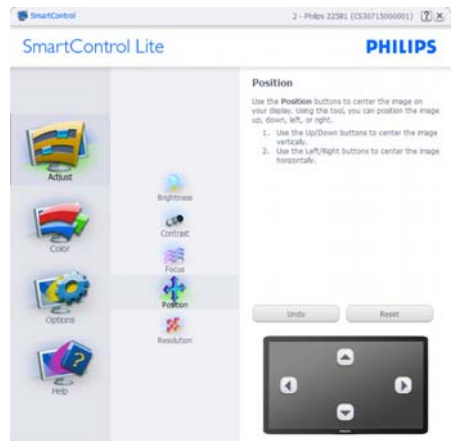 SmartControl
2 - Philips 225B1 (CS30715000001)
SmartControl Lite
PHILIPS
Adjust
Color
Options
Help
Brightness
Contrast
Focus
Position
Resolution
Position
Use the Position buttons to center the image on
your display. Using this tool, you can position the image
up, down, left, or right.
1. Use the Up/Down buttons to center the image
vertically.
2. Use the Left/Right buttons to center the image
horizontally.
Undo
Reset